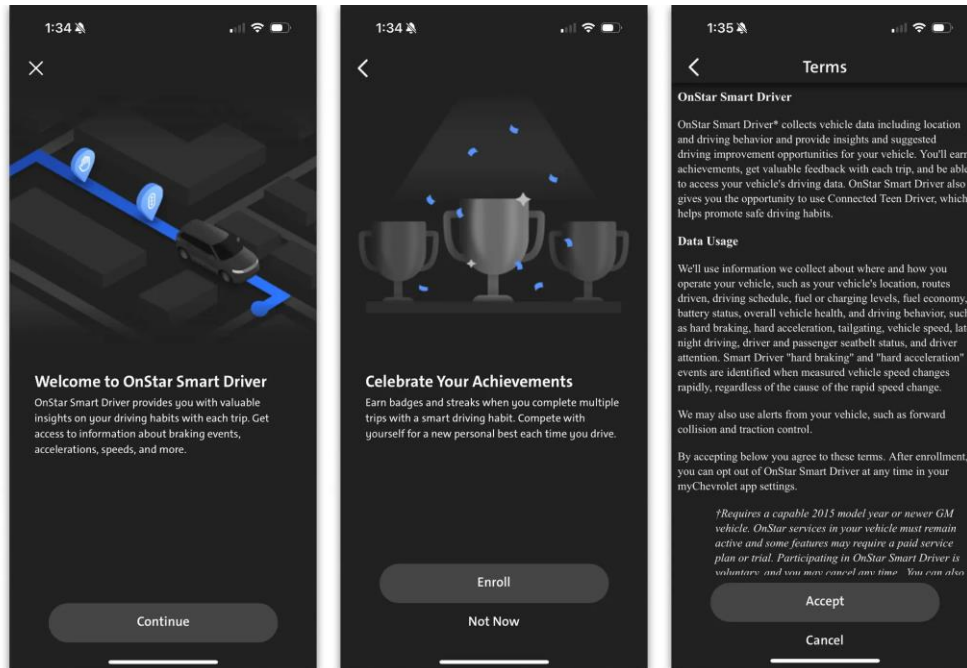 1:34
Welcome to OnStar Smart Driver
OnStar Smart Driver provides you with valuable
insights on your driving habits with each trip. Get
access to information about braking events,
accelerations, speeds, and more.
Continue
1:34
Celebrate Your Achievements
Earn badges and streaks when you complete multiple
trips with a smart driving habit. Compete with
yourself for a new personal best each time you drive.
Enroll
Not Now
1:35
Terms
OnStar Smart Driver
OnStar Smart Driver* collects vehicle data including location
and driving behavior and provide insights and suggested
driving improvement opportunities for your vehicle. You'll earn
achievements, get valuable feedback with each trip, and be able
to access your vehicle's driving data. OnStar Smart Driver also
gives you the opportunity to use Connected Teen Driver, which
helps promote safe driving habits.
Data Usage
We'll use information we collect about where and how you
operate your vehicle, such as your vehicle's location, routes
driven, driving schedule, fuel or charging levels, fuel economy,
battery status, overall vehicle health, and driving behavior, such
as hard braking, hard acceleration, tailgating, vehicle speed, lat
night driving, driver and passenger seatbelt status, and driver
attention. Smart Driver "hard braking" and "hard acceleration"
events are identified when measured vehicle speed changes
rapidly, regardless of the cause of the rapid speed change.
We may also use alerts from your vehicle, such as forward
collision and traction control.
By accepting below you agree to these terms. After enrollment,
you can opt out of OnStar Smart Driver at any time in your
myChevrolet app settings.
†Requires a capable 2015 model year or newer GM
vehicle. OnStar services in your vehicle must remain
active and some features may require a paid service
plan or trial. Participating in OnStar Smart Driver is
voluntary, and you may cancel any time. You can also
Accept
Cancel